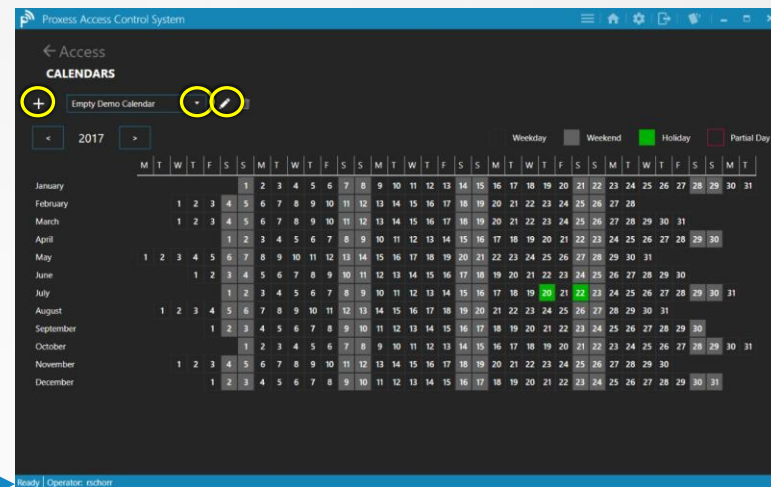 Proxess Access Control System
Access
CALENDARS
Empty Demo Calendar
< 2017 > Weekday Weekend Holiday Partial Day
M T W T F S S M T W T F S S M T W T F S S M T W T F S S M T W T F S S M T
January 1 2 3 4 5 6 7 8 9 10 11 12 13 14 15 16 17 18 19 20 21 22 23 24 25 26 27 28 29 30 31
February 1 2 3 4 5 6 7 8 9 10 11 12 13 14 15 16 17 18 19 20 21 22 23 24 25 26 27 28
March 1 2 3 4 5 6 7 8 9 10 11 12 13 14 15 16 17 18 19 20 21 22 23 24 25 26 27 28 29 30 31
April 1 2 3 4 5 6 7 8 9 10 11 12 13 14 15 16 17 18 19 20 21 22 23 24 25 26 27 28 29 30
May 1 2 3 4 5 6 7 8 9 10 11 12 13 14 15 16 17 18 19 20 21 22 23 24 25 26 27 28 29 30 31
June 1 2 3 4 5 6 7 8 9 10 11 12 13 14 15 16 17 18 19 20 21 22 23 24 25 26 27 28 29 30
July 1 2 3 4 5 6 7 8 9 10 11 12 13 14 15 16 17 18 19 20 21 22 23 24 25 26 27 28 29 30 31
August 1 2 3 4 5 6 7 8 9 10 11 12 13 14 15 16 17 18 19 20 21 22 23 24 25 26 27 28 29 30 31
September 1 2 3 4 5 6 7 8 9 10 11 12 13 14 15 16 17 18 19 20 21 22 23 24 25 26 27 28 29 30
October 1 2 3 4 5 6 7 8 9 10 11 12 13 14 15 16 17 18 19 20 21 22 23 24 25 26 27 28 29 30 31
November 1 2 3 4 5 6 7 8 9 10 11 12 13 14 15 16 17 18 19 20 21 22 23 24 25 26 27 28 29 30
December 1 2 3 4 5 6 7 8 9 10 11 12 13 14 15 16 17 18 19 20 21 22 23 24 25 26 27 28 29 30 31
Ready Operator: rschorr